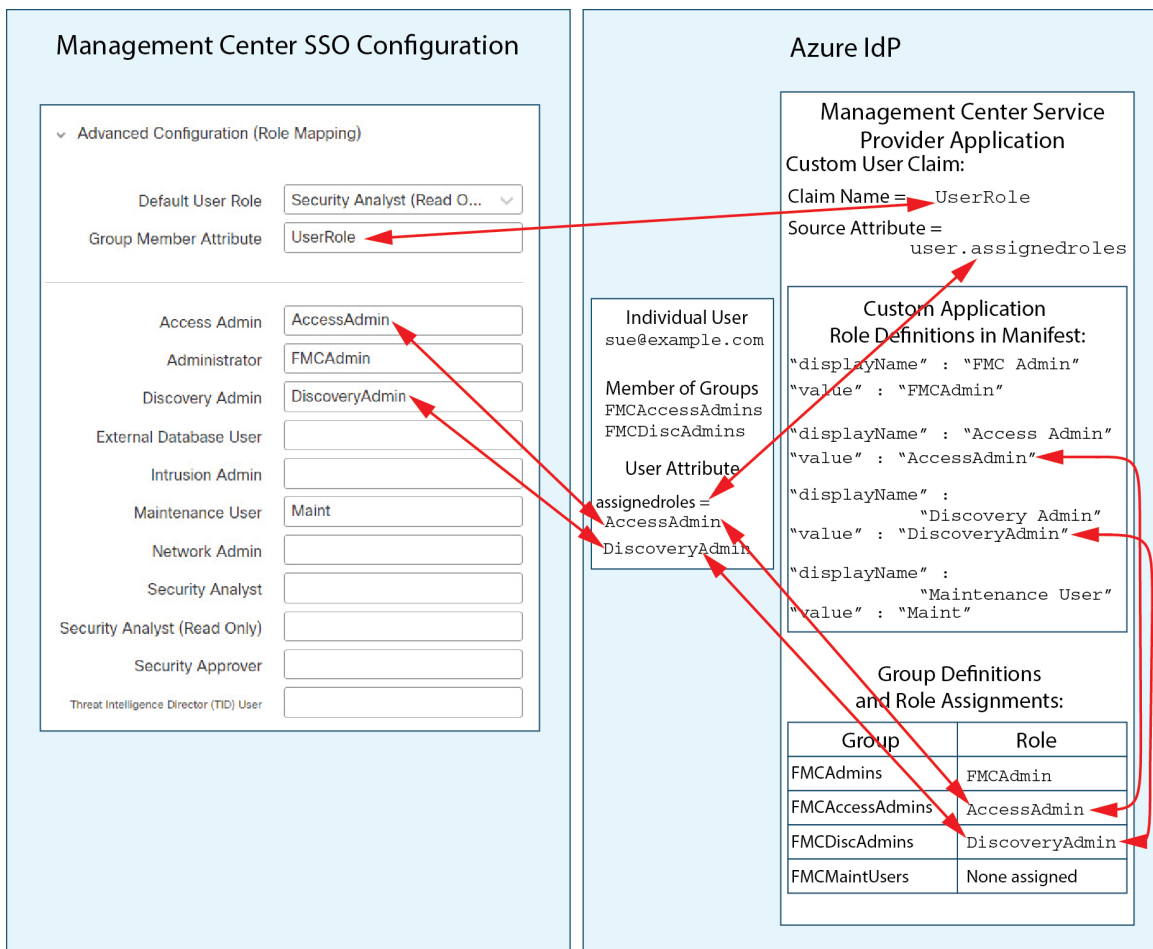 Management Center SSO Configuration
Advanced Configuration (Role Mapping)
Default User Role
Security Analyst (Read O...
Group Member Attribute
UserRole
Access Admin
AccessAdmin
Administrator
FMCAdmin
Discovery Admin
DiscoveryAdmin
External Database User
Intrusion Admin
Maintenance User
Maint
Network Admin
Security Analyst
Security Analyst (Read Only)
Security Approver
Threat Intelligence Director (TID) User
Azure IdP
Individual User
sue@example.com
Member of Groups
FMCAccessAdmins
FMCDiscAdmins
User Attribute
assignedroles =
AccessAdmin
DiscoveryAdmin
Management Center Service
Provider Application
Custom User Claim:
Claim Name = UserRole
Source Attribute =
user.assignedroles
Custom Application
Role Definitions in Manifest:
“displayName” : “FMC Admin”
“value” : “FMCAdmin”
“displayName” : “Access Admin”
“value” : “AccessAdmin”
“displayName” :
“Discovery Admin”
“value” : “DiscoveryAdmin”
“displayName” :
“Maintenance User”
“value” : “Maint”
Group Definitions
and Role Assignments:
Group Role
FMCAdmins FMCAdmin
FMCAccessAdmins AccessAdmin
FMCDiscAdmins DiscoveryAdmin
FMCMaintUsers None assigned